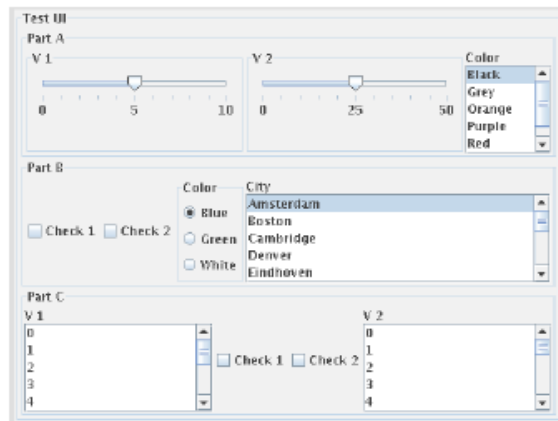 Test UI
Part A
V 1
0 5 10
V 2
0 25 50
Color
Black
Grey
Orange
Purple
Red
Part B
Check 1 Check 2
Color
Blue
Green
White
City
Amsterdam
Boston
Cambridge
Denver
Eindhoven
Part C
V 1
0
1
2
3
4
Check 1 Check 2
V 2
0
1
2
3
4